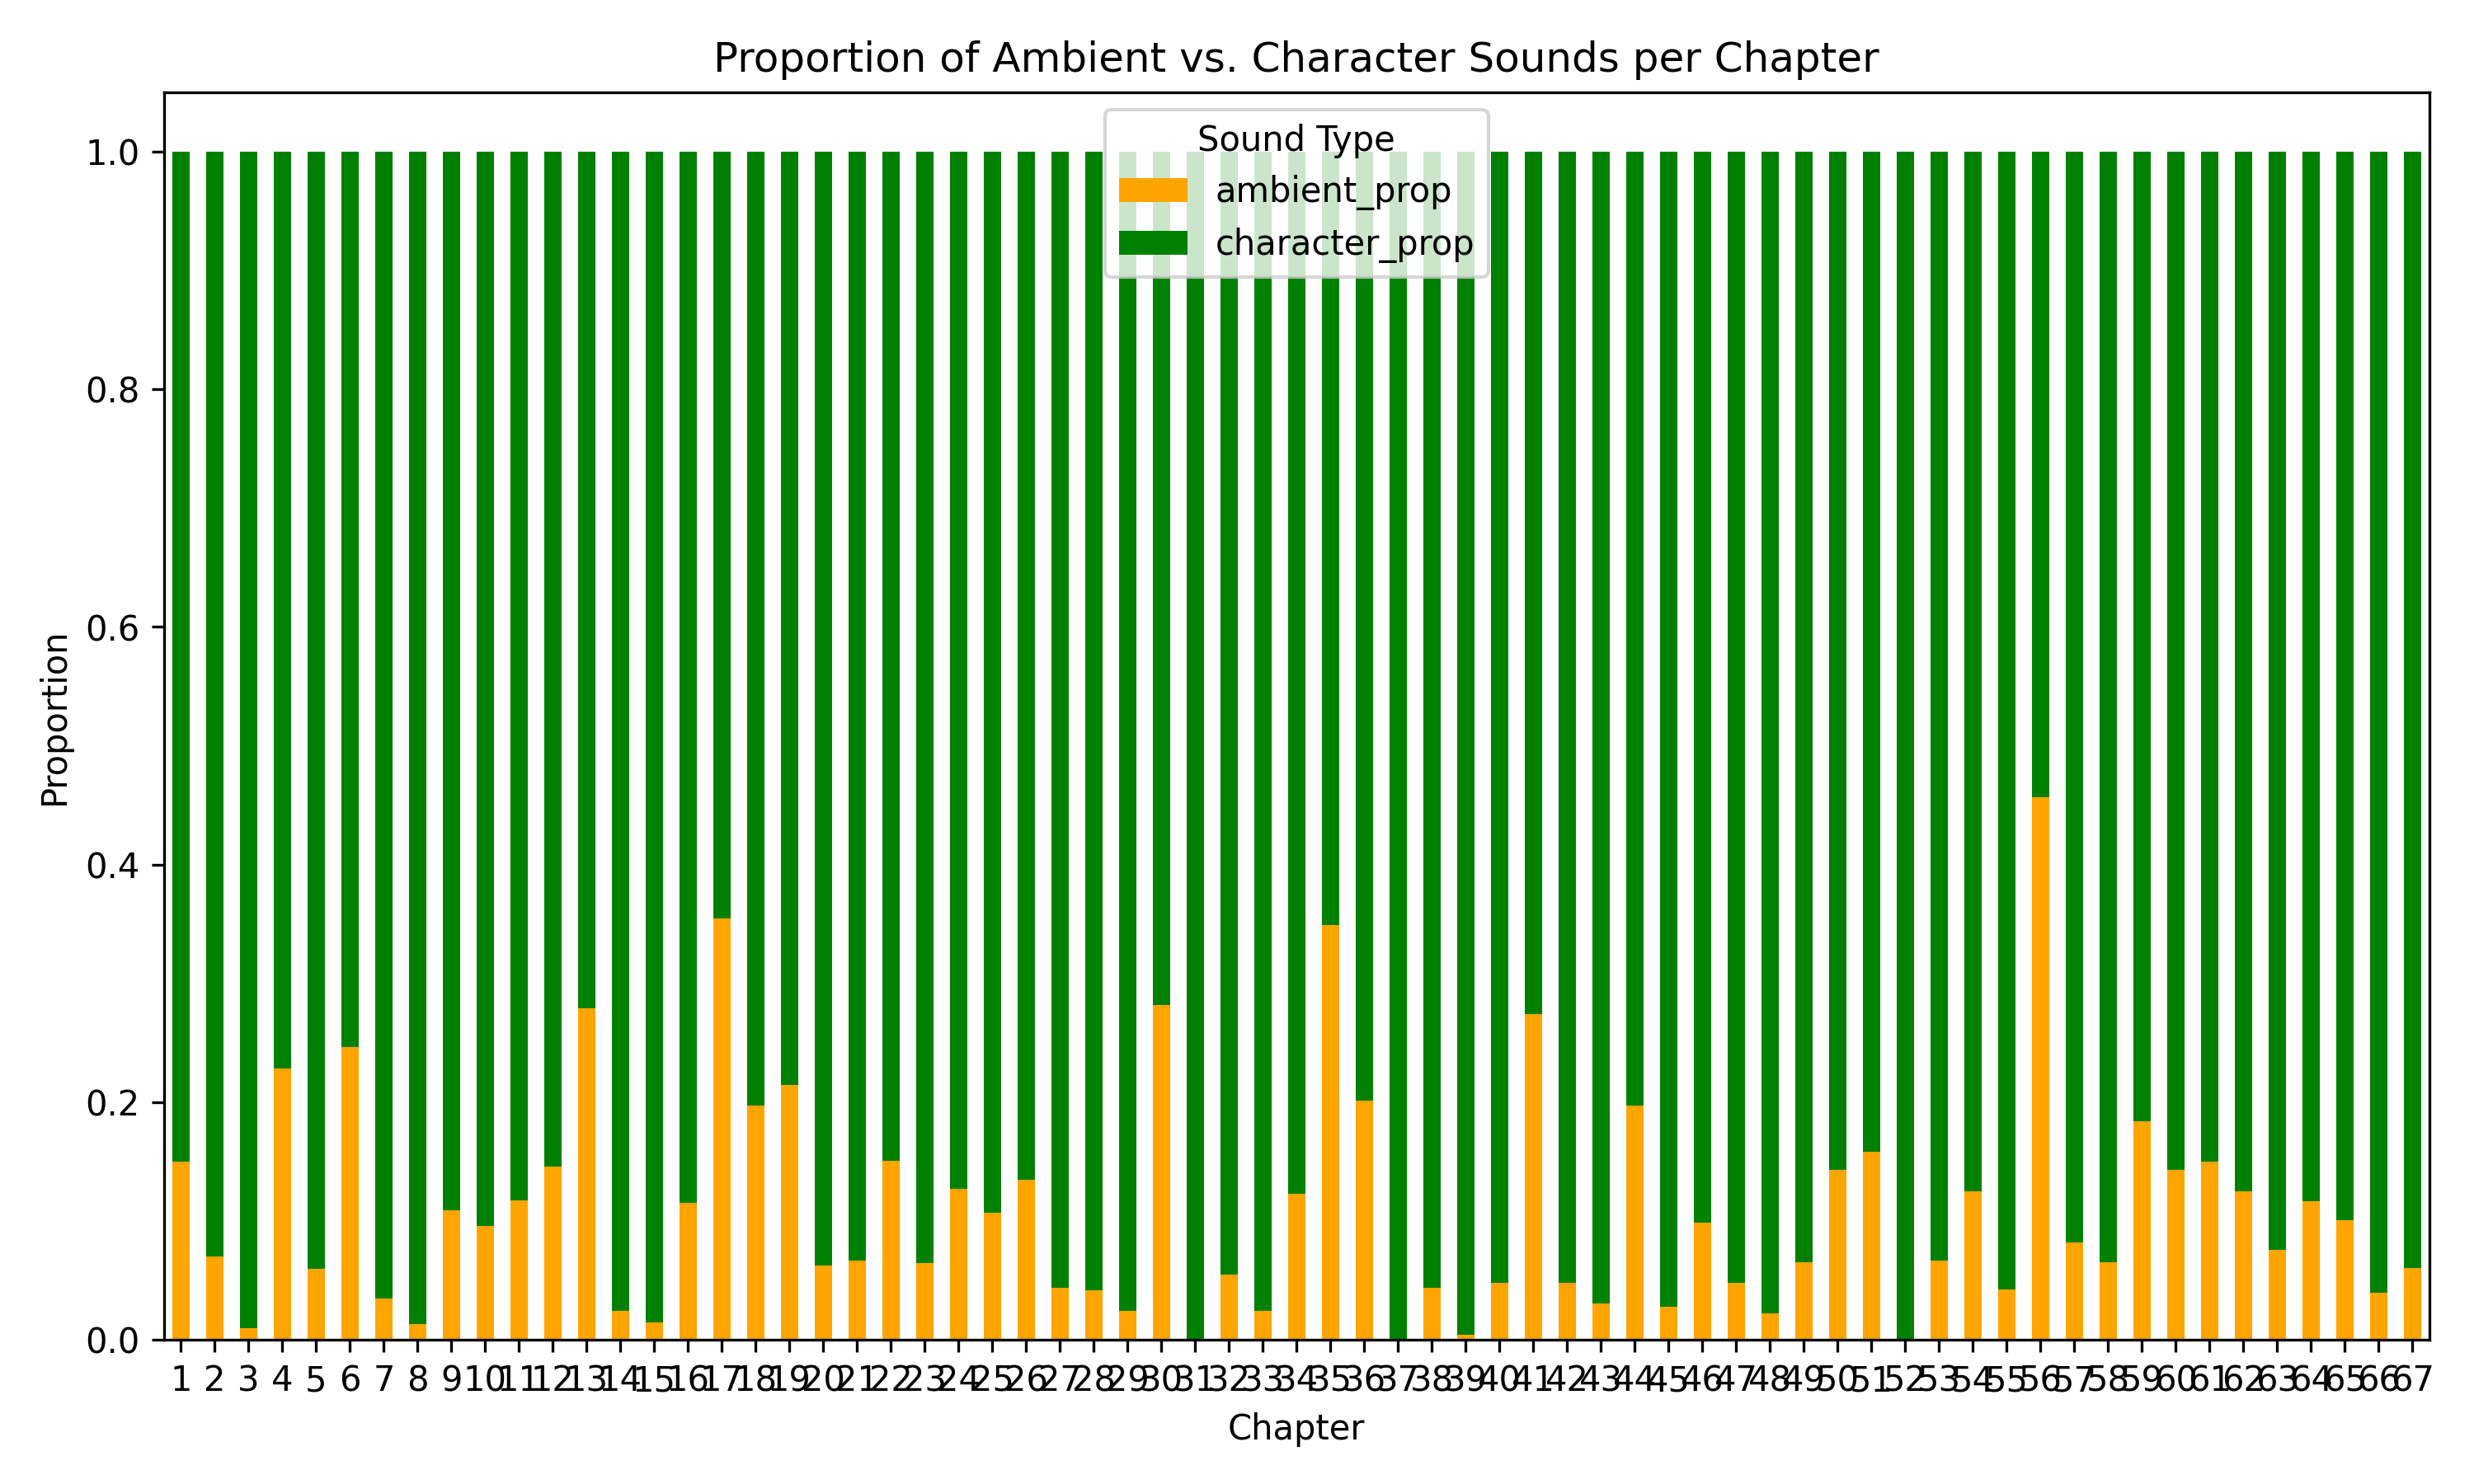 Proportion of Ambient vs. Character Sounds per Chapter
Sound Type
ambient_prop
character_prop
1.0
0.8
0.6
0.4
0.2
0.0
Proportion
1 2 3 4 5 6 7 8 9 10 11 12 13 14 15 16 17 18 19 20 21 22 23 24 25 26 27 28 29 30 31 32 33 34 35 36 37 38 39 40 41 42 43 44 45 46 47 48 49 50 51 52 53 54 55 56 57 58 59 60 61 62 63 64 65 66 67
Chapter